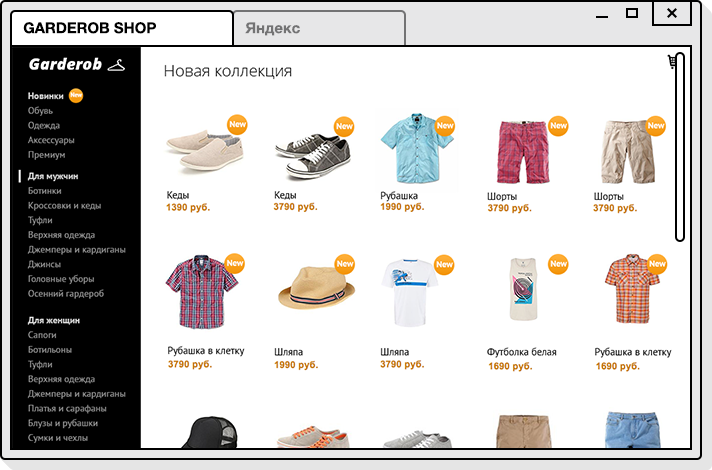 GARDEROB SHOP
Яндекс
Garderob
Новинки New
Обувь
Одежда
Аксессуары
Премиум
Для мужчин
Ботинки
Кроссовки и кеды
Туфли
Верхняя одежда
Джемперы и кардиганы
Джинсы
Головные уборы
Осенний гардероб
Для женщин
Сапоги
Ботильоны
Туфли
Верхняя одежда
Джемперы и кардиганы
Платья и сарафаны
Блузы и рубашки
Сумки и чехлы
Новая коллекция
New
Кеды
1390 руб.
New
Кеды
3790 руб.
New
Рубашка
1990 руб.
New
Шорты
3790 руб.
New
Шорты
3790 руб.
New
Рубашка в клетку
3790 руб.
New
Шляпа
1990 руб.
New
Шляпа
3790 руб.
New
Футболка белая
1690 руб.
New
Рубашка в клетку
1690 руб.